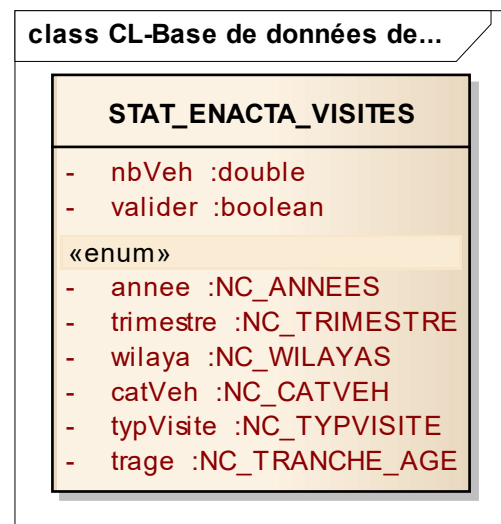 class CL-Base de données de...
STAT_ENACTA_VISITES
- nbVeh :double
- valider :boolean
«enum»
- annee :NC_ANNEES
- trimestre :NC_TRIMESTRE
- wilaya :NC_WILAYAS
- catVeh :NC_CATVEH
- typVisite :NC_TYPVISITE
- trage :NC_TRANCHE_AGE